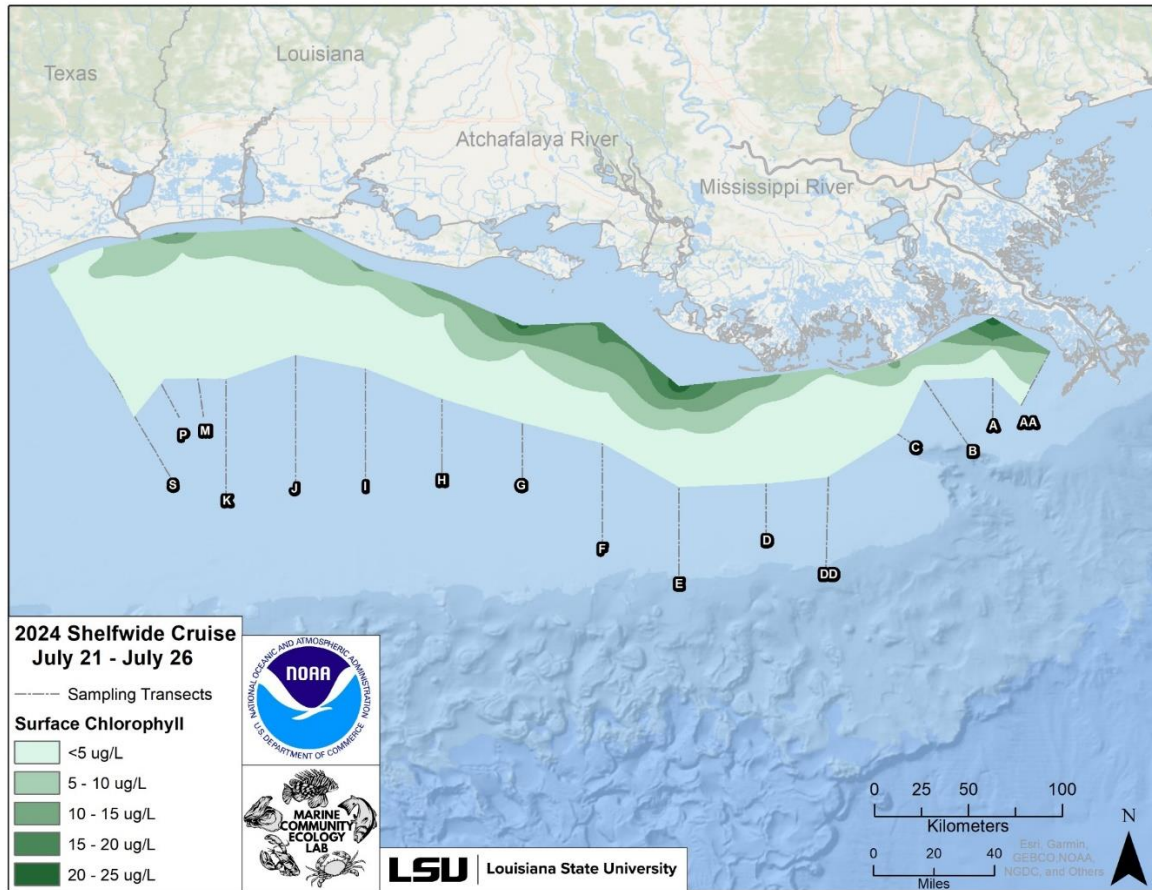 Texas
Louisiana
Atchafalaya River
Mississippi River
P
M
S
K
J
I
H
G
F
E
D
DD
C
B
A
AA
2024 Shelfwide Cruise
July 21 - July 26
Sampling Transects
Surface Chlorophyll
<5 ug/L
5 - 10 ug/L
10 - 15 ug/L
15 - 20 ug/L
20 - 25 ug/L
NATIONAL OCEANIC AND ATMOSPHERIC ADMINISTRATION
NOAA
U.S. DEPARTMENT OF COMMERCE
MARINE
COMMUNITY
ECOLOGY
LAB
LSU Louisiana State University
0 25 50 100
Kilometers
0 20 40
Miles
N
Esri, Garmin,
GEBCO, NOAA,
NGDC, and Others